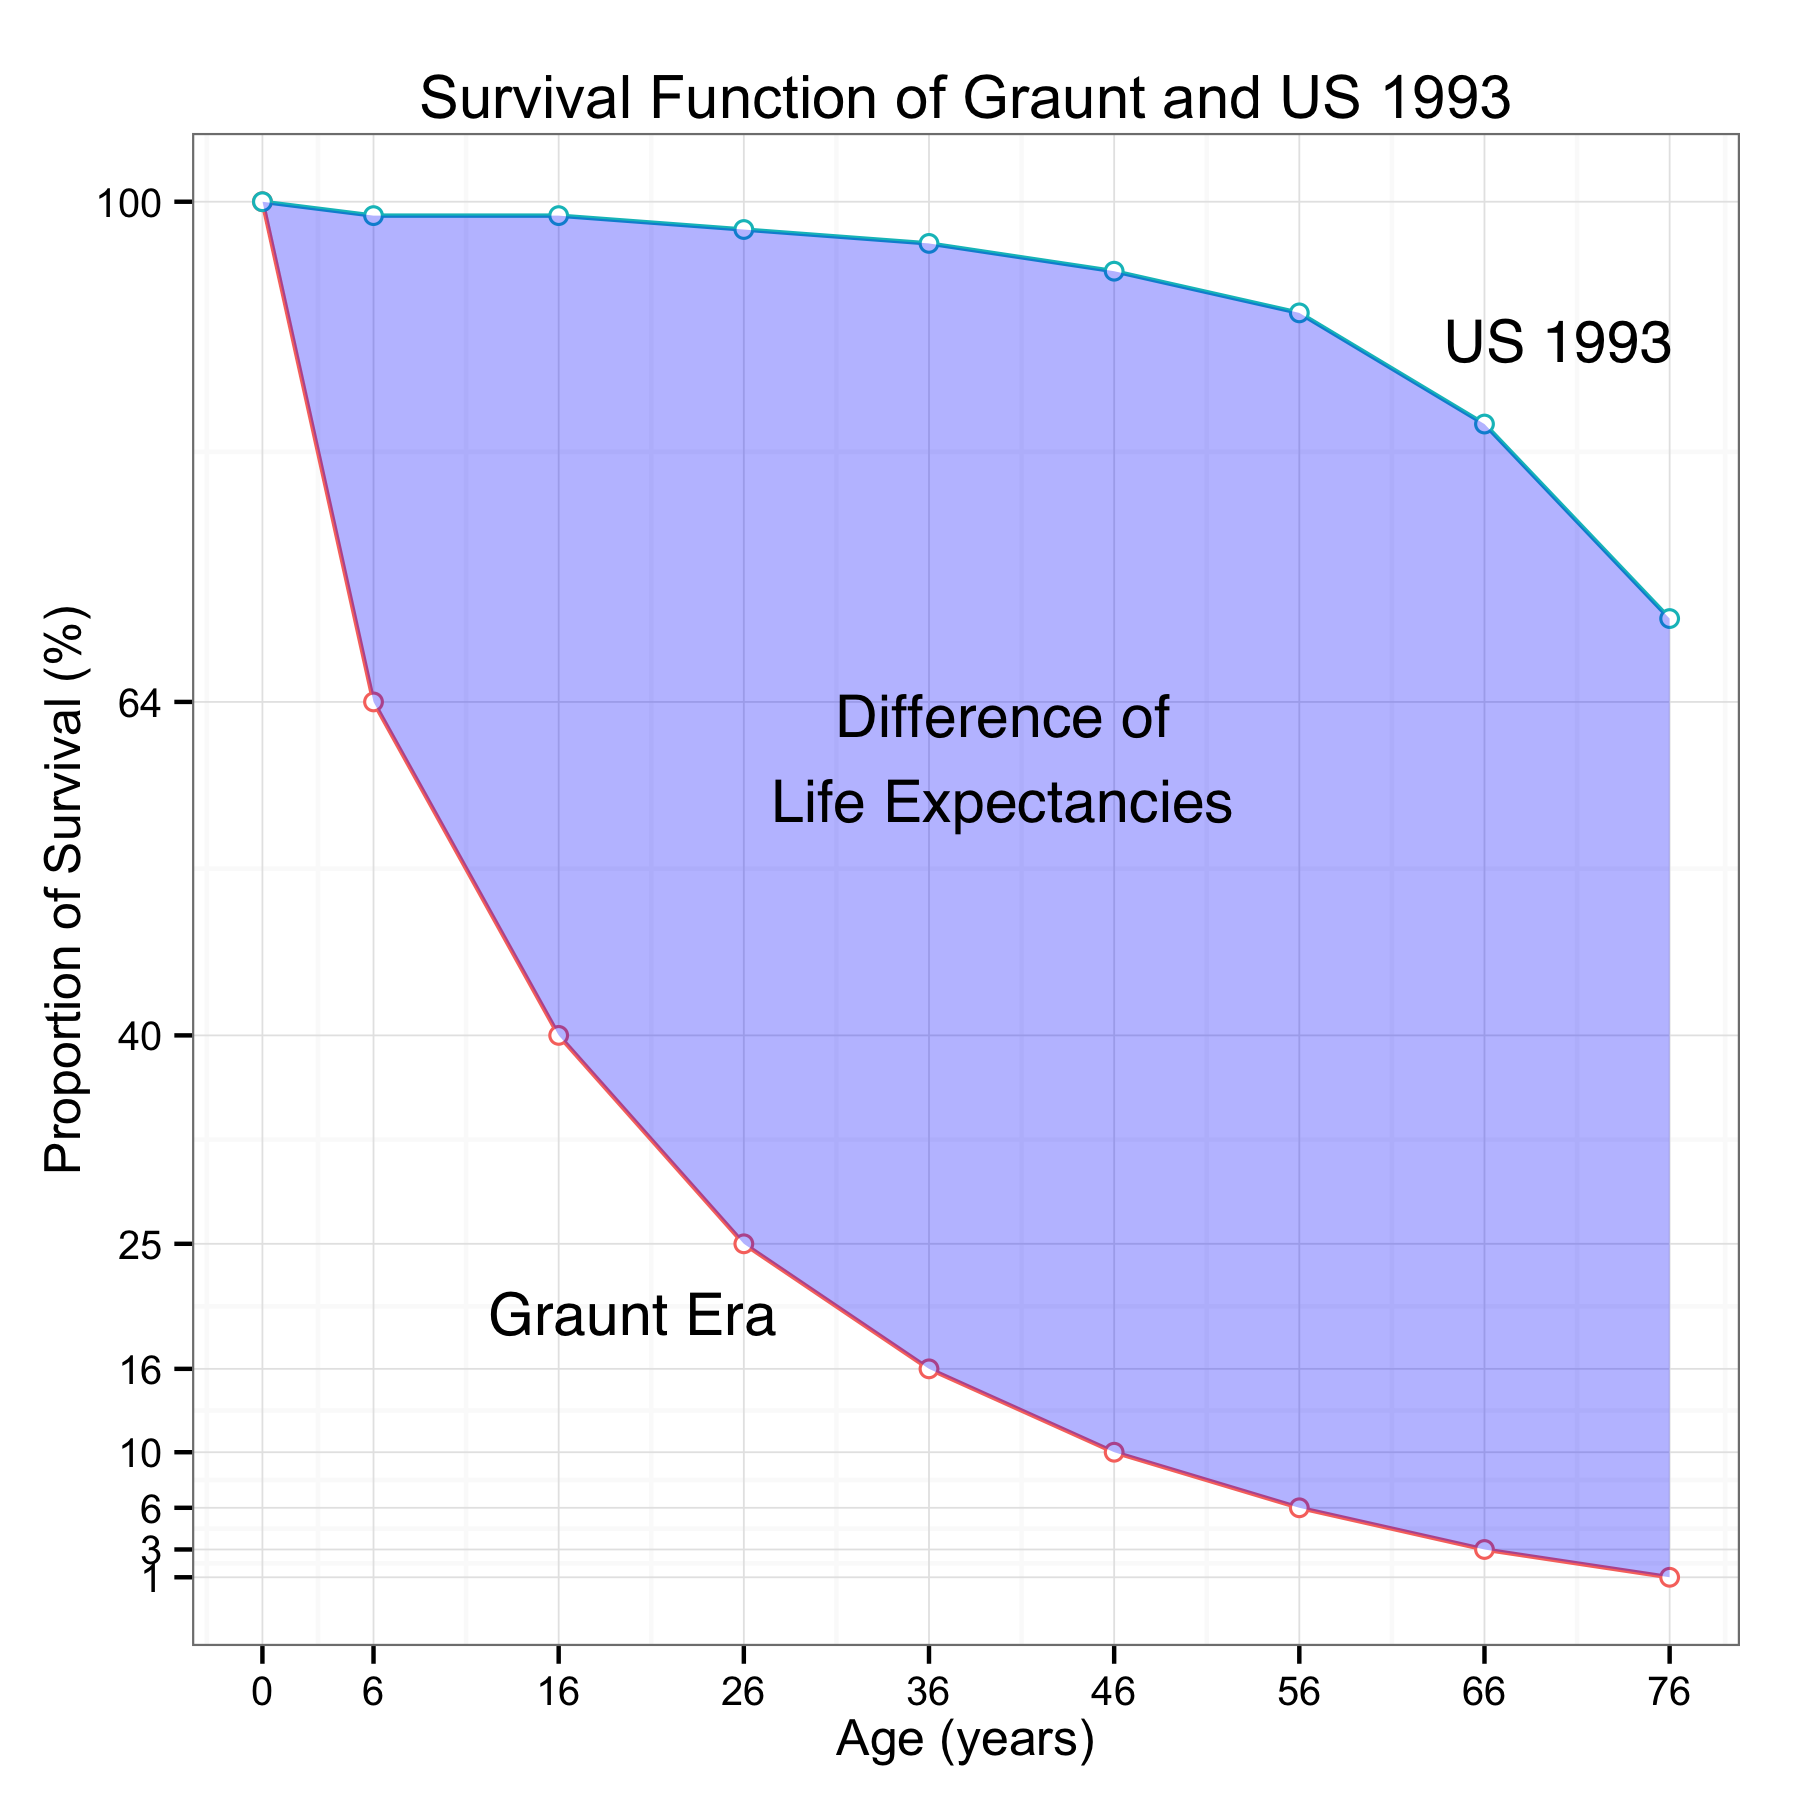 Survival Function of Graunt and US 1993
Proportion of Survival (%)
100
64
40
25
16
10
6
3
1
US 1993
Difference of
Life Expectancies
Graunt Era
0 6 16 26 36 46 56 66 76
Age (years)